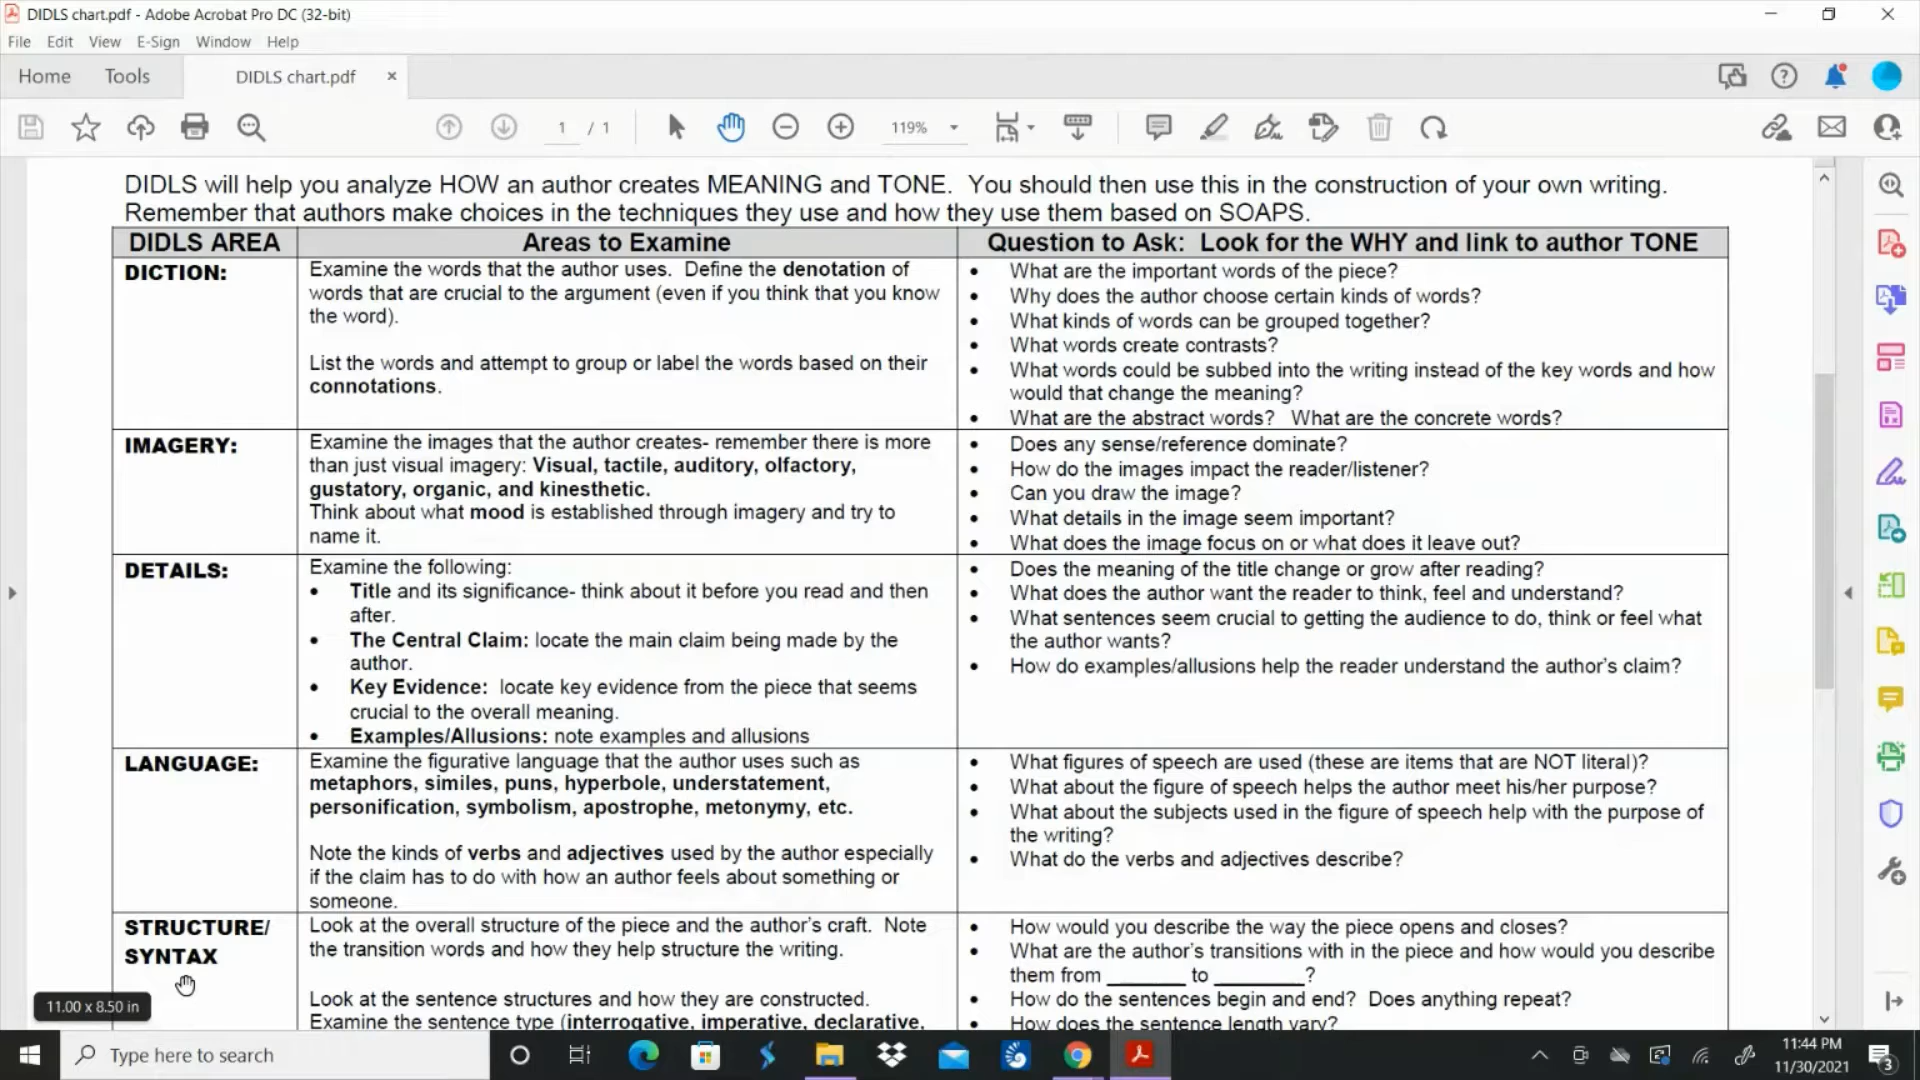 DIDLS chart.pdf - Adobe Acrobat Pro DC (32-bit)
File Edit View E-Sign Window Help
Home Tools DIDLS chart.pdf
1 / 1 119%
DIDLS will help you analyze HOW an author creates MEANING and TONE. You should then use this in the construction of your own writing.
Remember that authors make choices in the techniques they use and how they use them based on SOAPS.
DIDLS AREA Areas to Examine Question to Ask: Look for the WHY and link to author TONE
DICTION:
Examine the words that the author uses. Define the denotation of
words that are crucial to the argument (even if you think that you know
the word).
List the words and attempt to group or label the words based on their
connotations.
• What are the important words of the piece?
• Why does the author choose certain kinds of words?
• What kinds of words can be grouped together?
• What words create contrasts?
• What words could be subbed into the writing instead of the key words and how
would that change the meaning?
• What are the abstract words? What are the concrete words?
IMAGERY:
Examine the images that the author creates- remember there is more
than just visual imagery: Visual, tactile, auditory, olfactory,
gustatory, organic, and kinesthetic.
Think about what mood is established through imagery and try to
name it.
• Does any sense/reference dominate?
• How do the images impact the reader/listener?
• Can you draw the image?
• What details in the image seem important?
• What does the image focus on or what does it leave out?
DETAILS:
Examine the following:
• Title and its significance- think about it before you read and then
after.
• The Central Claim: locate the main claim being made by the
author.
• Key Evidence: locate key evidence from the piece that seems
crucial to the overall meaning.
• Examples/Allusions: note examples and allusions
• Does the meaning of the title change or grow after reading?
• What does the author want the reader to think, feel and understand?
• What sentences seem crucial to getting the audience to do, think or feel what
the author wants?
• How do examples/allusions help the reader understand the author's claim?
LANGUAGE:
Examine the figurative language that the author uses such as
metaphors, similes, puns, hyperbole, understatement,
personification, symbolism, apostrophe, metonymy, etc.
Note the kinds of verbs and adjectives used by the author especially
if the claim has to do with how an author feels about something or
someone.
• What figures of speech are used (these are items that are NOT literal)?
• What about the figure of speech helps the author meet his/her purpose?
• What about the subjects used in the figure of speech help with the purpose of
the writing?
• What do the verbs and adjectives describe?
STRUCTURE/
SYNTAX
Look at the overall structure of the piece and the author's craft. Note
the transition words and how they help structure the writing.
Look at the sentence structures and how they are constructed.
Examine the sentence type (interrogative, imperative, declarative,
• How would you describe the way the piece opens and closes?
• What are the author's transitions with in the piece and how would you describe
them from ________ to _________?
• How do the sentences begin and end? Does anything repeat?
• How does the sentence length vary?
11.00 x 8.50 in
Type here to search
11:44 PM
11/30/2021
3